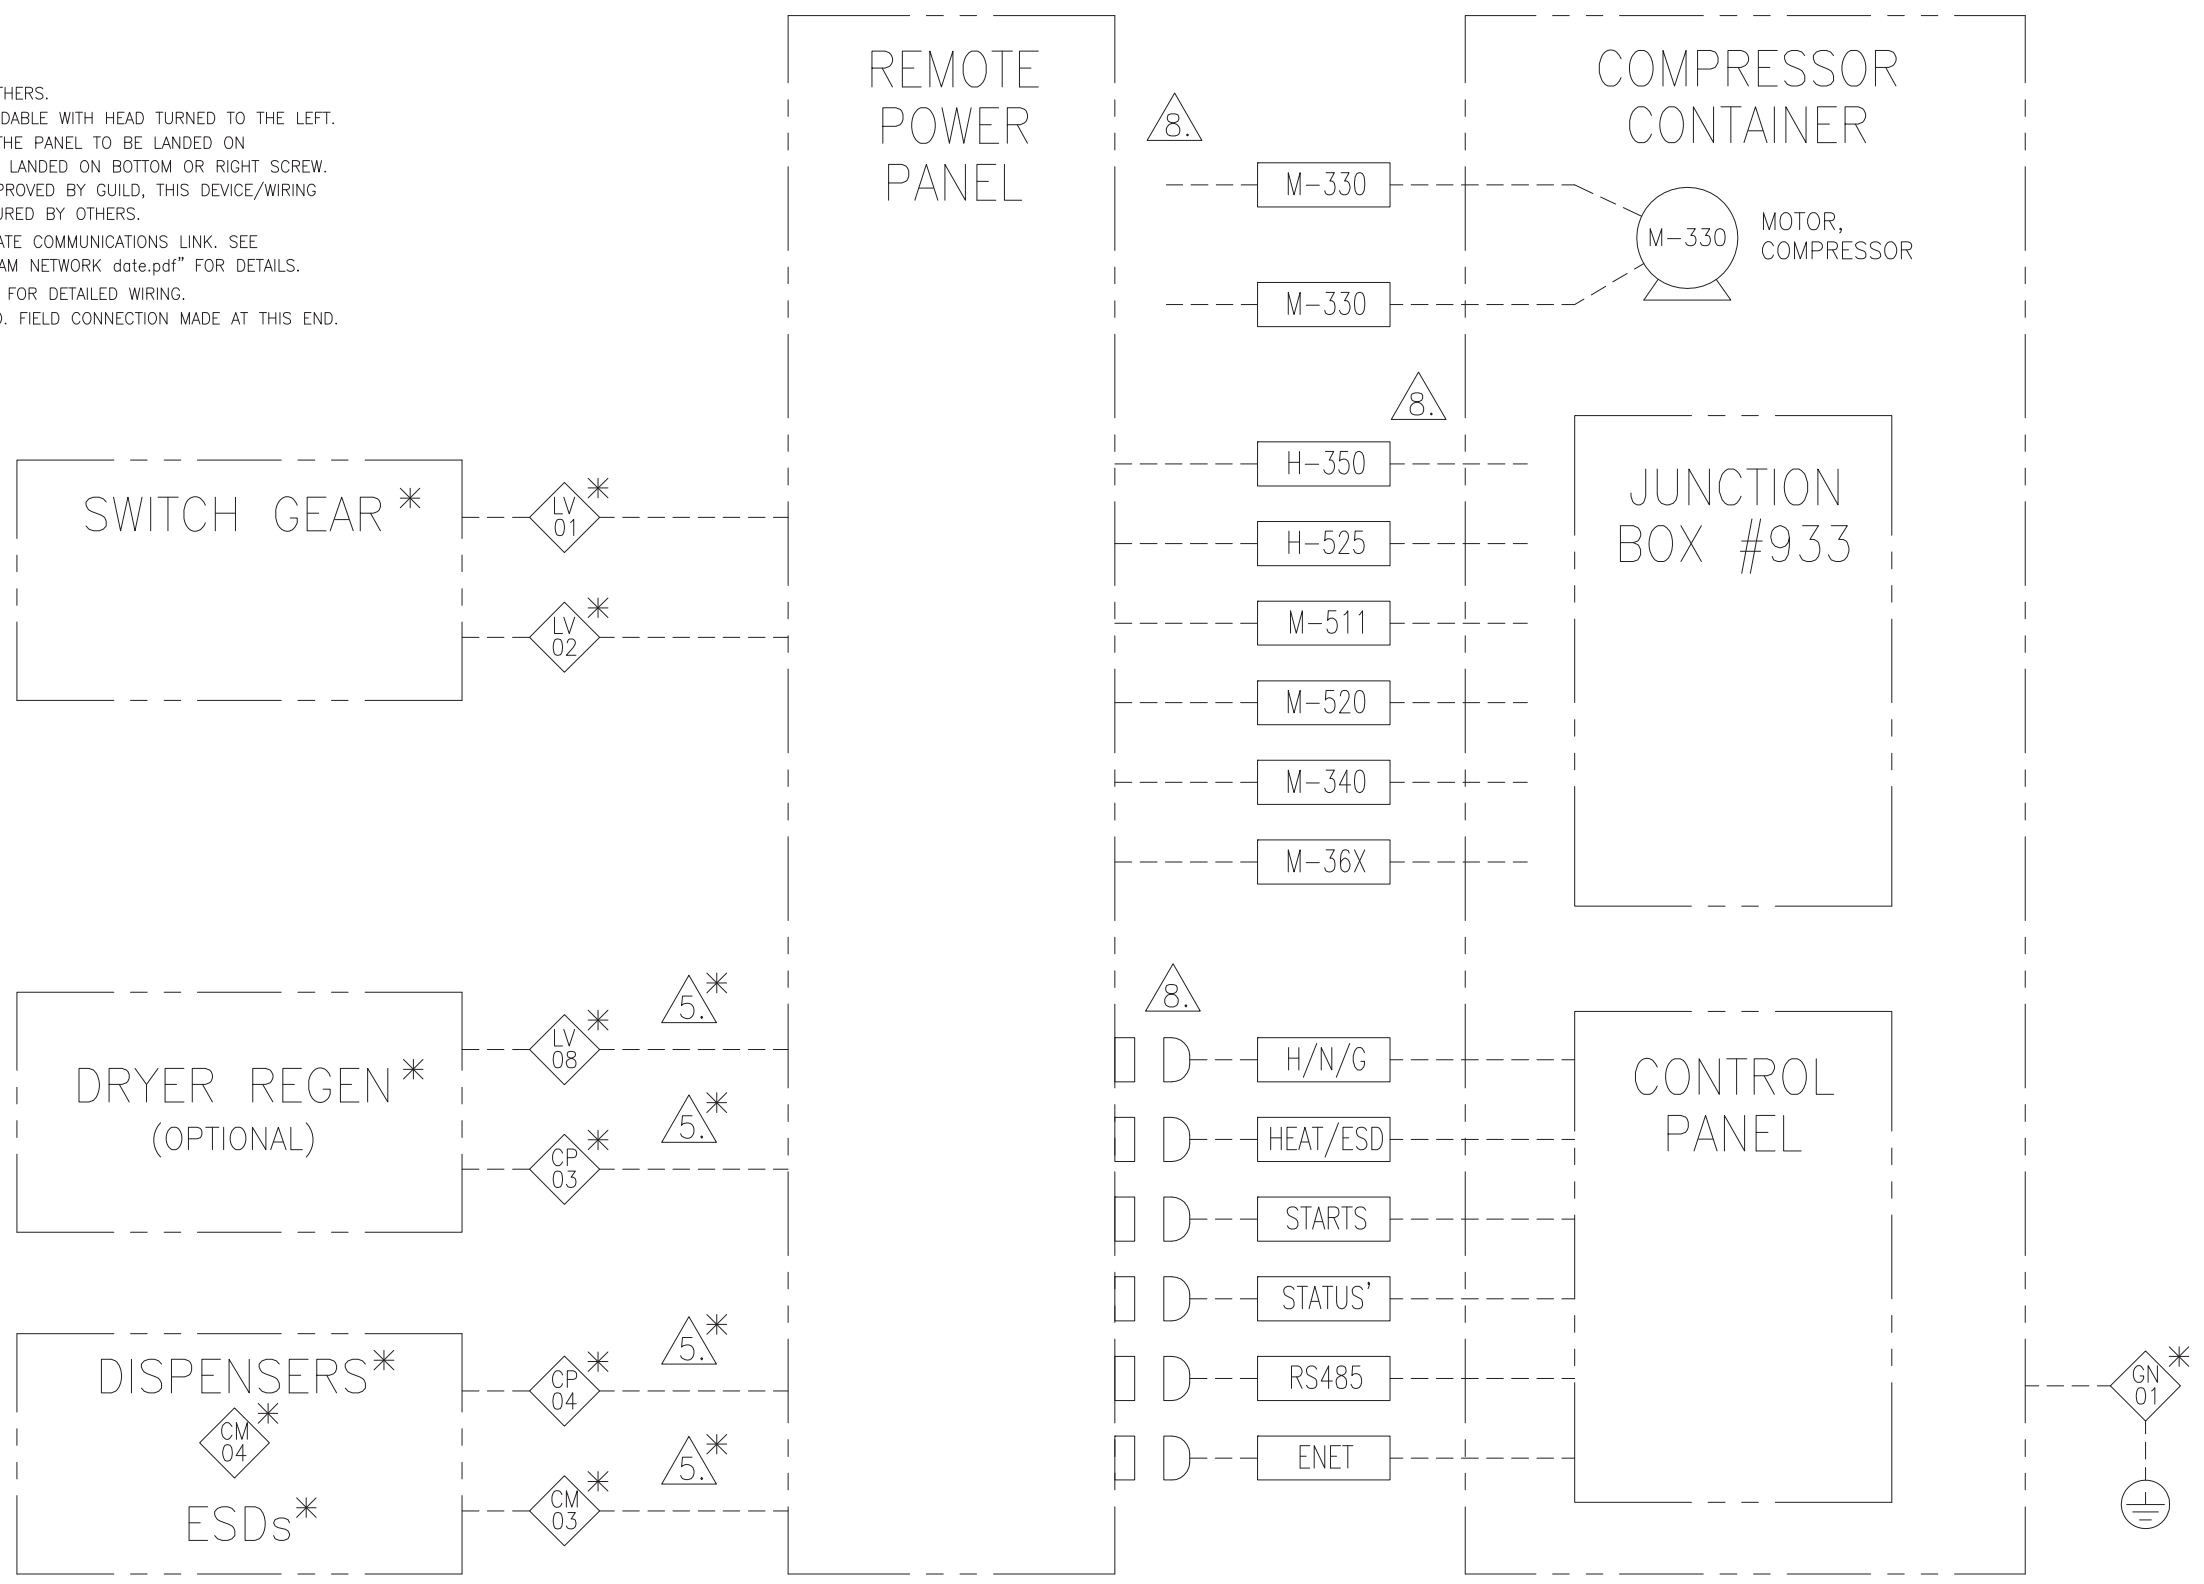 THERS.
DABLE WITH HEAD TURNED TO THE LEFT.
THE PANEL TO BE LANDED ON
LANDED ON BOTTOM OR RIGHT SCREW.
PROVED BY GUILD, THIS DEVICE/WIRING
URED BY OTHERS.
ATE COMMUNICATIONS LINK. SEE
AM NETWORK date.pdf" FOR DETAILS.
FOR DETAILED WIRING.
. FIELD CONNECTION MADE AT THIS END.
SWITCH GEAR *
LV
01 *
LV
02 *
DRYER REGEN *
(OPTIONAL)
LV
08 *
5. *
CP
03 *
5. *
DISPENSERS *
CM
04 *
ESDs *
CP
04 *
5. *
CM
03 *
5. *
REMOTE
POWER
PANEL
8.
M-330
M-330
8.
H-350
H-525
M-511
M-520
M-340
M-36X
8.
H/N/G
HEAT/ESD
STARTS
STATUS'
RS485
ENET
COMPRESSOR
CONTAINER
M-330
MOTOR,
COMPRESSOR
JUNCTION
BOX #933
CONTROL
PANEL
GN
01 *